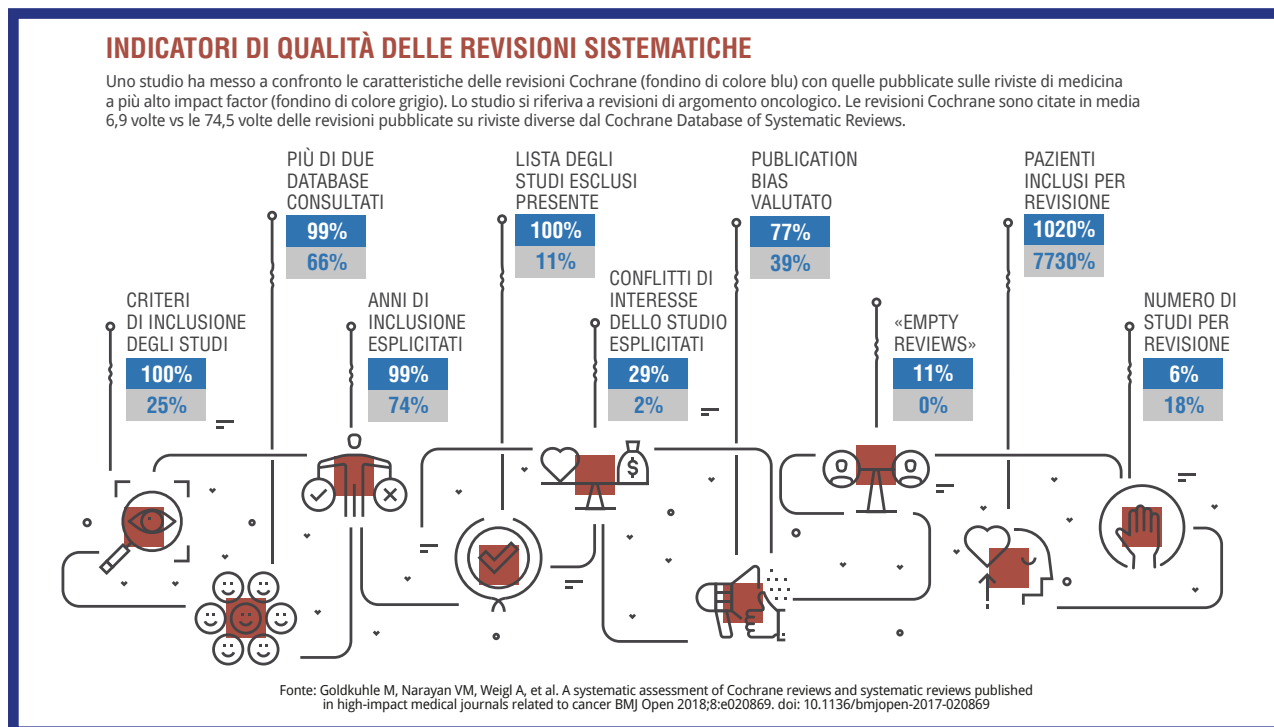 INDICATORI DI QUALITÀ DELLE REVISIONI SISTEMATICHE
Uno studio ha messo a confronto le caratteristiche delle revisioni Cochrane (fondino di colore blu) con quelle pubblicate sulle riviste di medicina
a più alto impact factor (fondino di colore grigio). Lo studio si riferiva a revisioni di argomento oncologico. Le revisioni Cochrane sono citate in media
6,9 volte vs le 74,5 volte delle revisioni pubblicate su riviste diverse dal Cochrane Database of Systematic Reviews.
CRITERI
DI INCLUSIONE
DEGLI STUDI
100%
25%
PIÙ DI DUE
DATABASE
CONSULTATI
99%
66%
ANNI DI
INCLUSIONE
ESPLICITATI
99%
74%
LISTA DEGLI
STUDI ESCLUSI
PRESENTE
100%
11%
CONFLITTI DI
INTERESSE
DELLO STUDIO
ESPLICITATI
29%
2%
PUBLICATION
BIAS
VALUTATO
77%
39%
«EMPTY
REVIEWS»
11%
0%
PAZIENTI
INCLUSI PER
REVISIONE
1020%
7730%
NUMERO DI
STUDI PER
REVISIONE
6%
18%
$
Fonte: Goldkuhle M, Narayan VM, Weigl A, et al. A systematic assessment of Cochrane reviews and systematic reviews published
in high-impact medical journals related to cancer BMJ Open 2018;8:e020869. doi: 10.1136/bmjopen-2017-020869